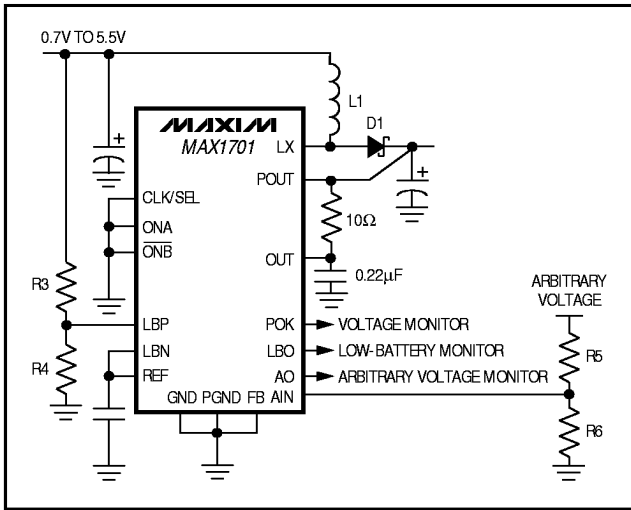 0.7V TO 5.5V
L1
MAXIM
MAX1701
D1
LX
POUT
CLK/SEL
10Ω
ONA
ONB
OUT
0.22µF
R3
ARBITRARY
VOLTAGE
LBP
POK
VOLTAGE MONITOR
LBN
LBO
LOW-BATTERY MONITOR
R5
R4
REF
AO
ARBITRARY VOLTAGE MONITOR
GND PGND FB AIN
R6